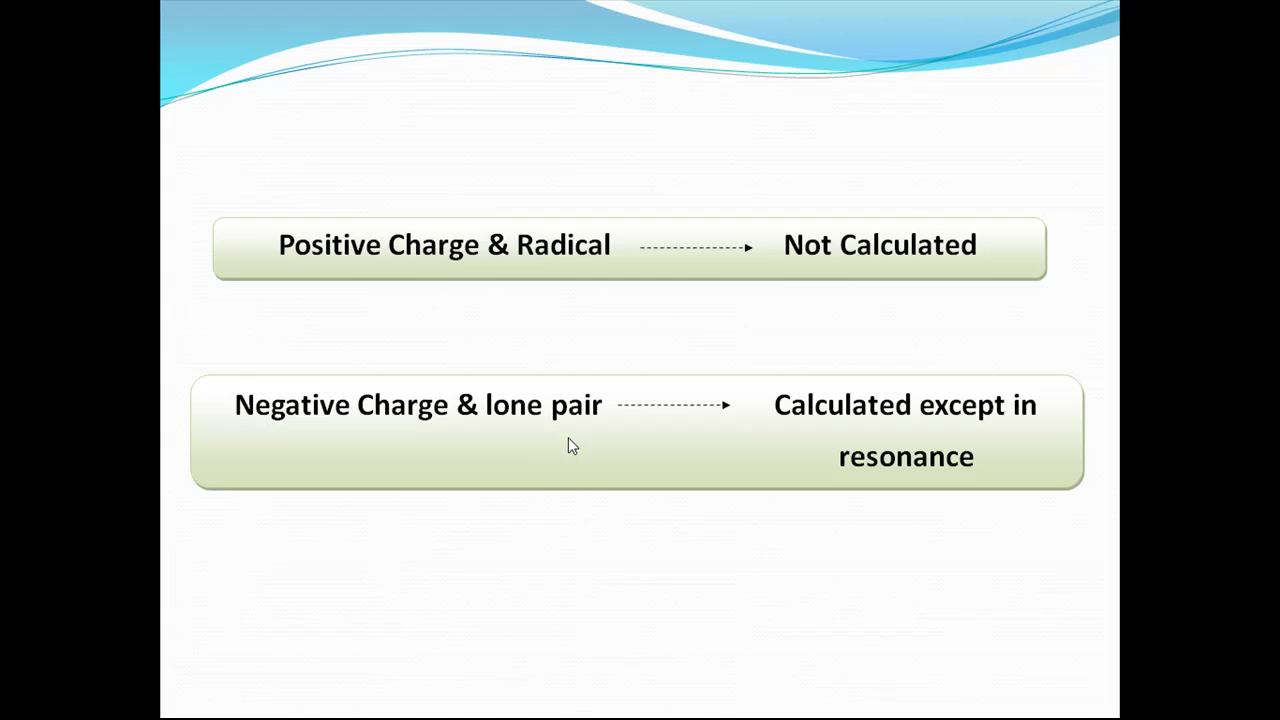 Positive Charge & Radical Not Calculated
Negative Charge & lone pair Calculated except in
resonance